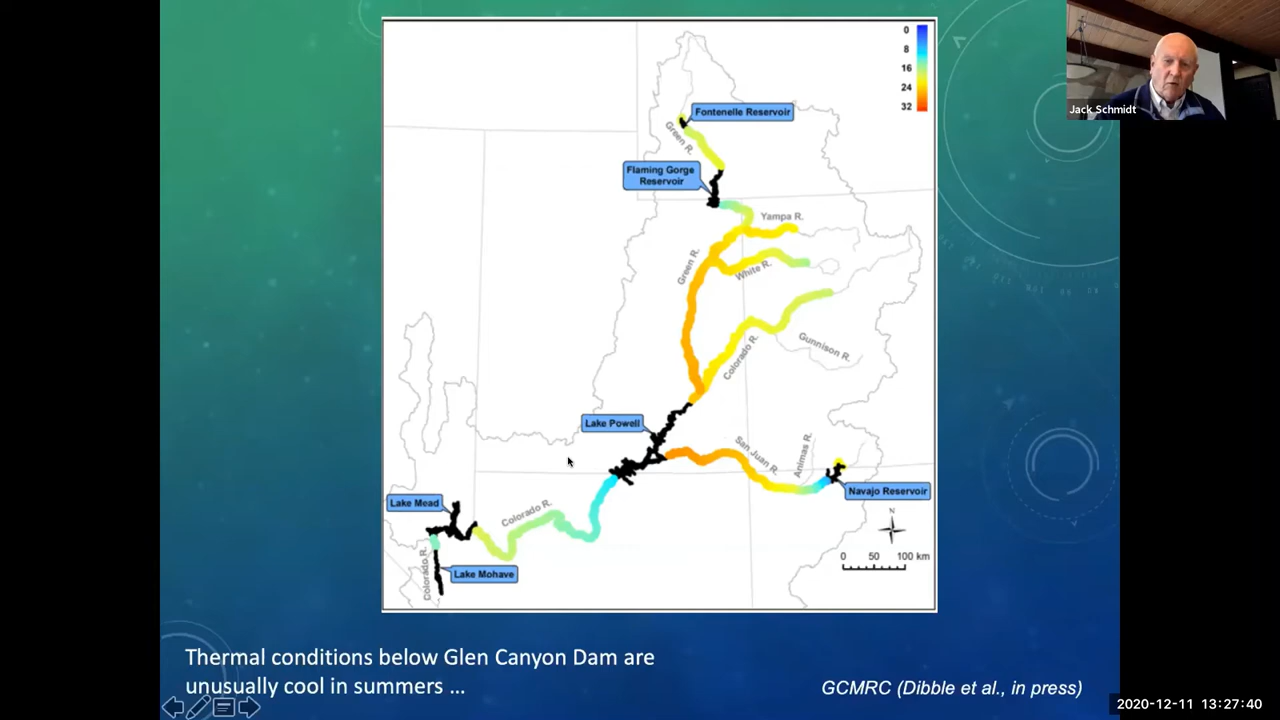 0
8
16
24
32
Jack Schmidt
Fontenelle Reservoir
Green R.
Flaming Gorge
Reservoir
Yampa R.
Green R.
White R.
Gunnison R.
Colorado R.
Lake Powell
San Juan R.
Animas R.
Navajo Reservoir
Lake Mead
Colorado R.
N
0 50 100 km
Colorado R.
Lake Mohave
Thermal conditions below Glen Canyon Dam are
unusually cool in summers ...
GCMRC (Dibble et al., in press)
2020-12-11 13:27:40